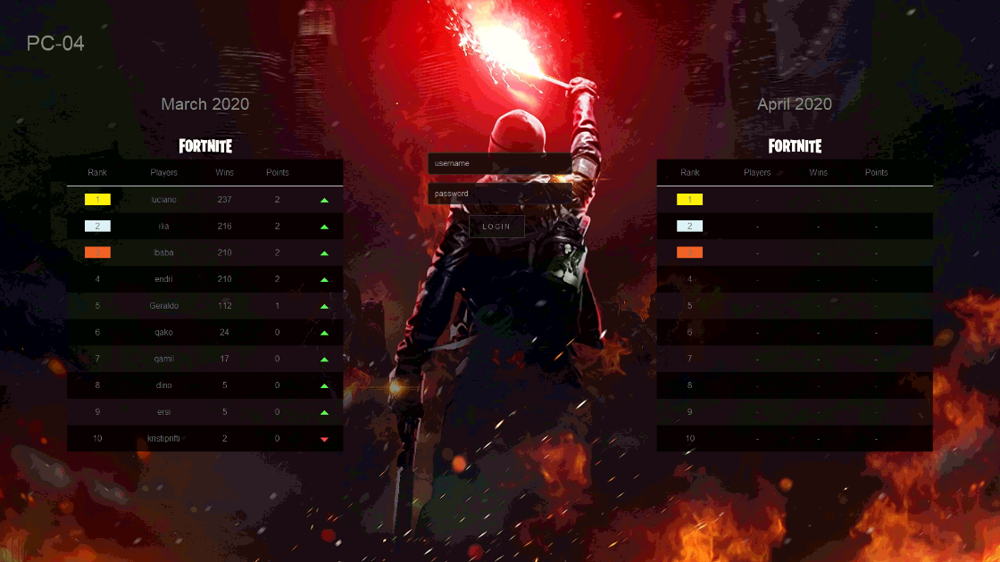 PC-04
March 2020
FORTNITE
Rank Players Wins Points
1 luciano 237 2
2 ilia 216 2
lbaba 210 2
4 endri 210 2
5 Geraldo 112 1
6 qako 24 0
7 qamil 17 0
8 dino 5 0
9 ersi 5 0
10 kristiprifti 2 0
username
password
LOGIN
April 2020
FORTNITE
Rank Players Wins Points
1 - - -
2 - - -
- - -
4 - - -
5 - - -
6 - - -
7 - - -
8 - - -
9 - - -
10 - - -